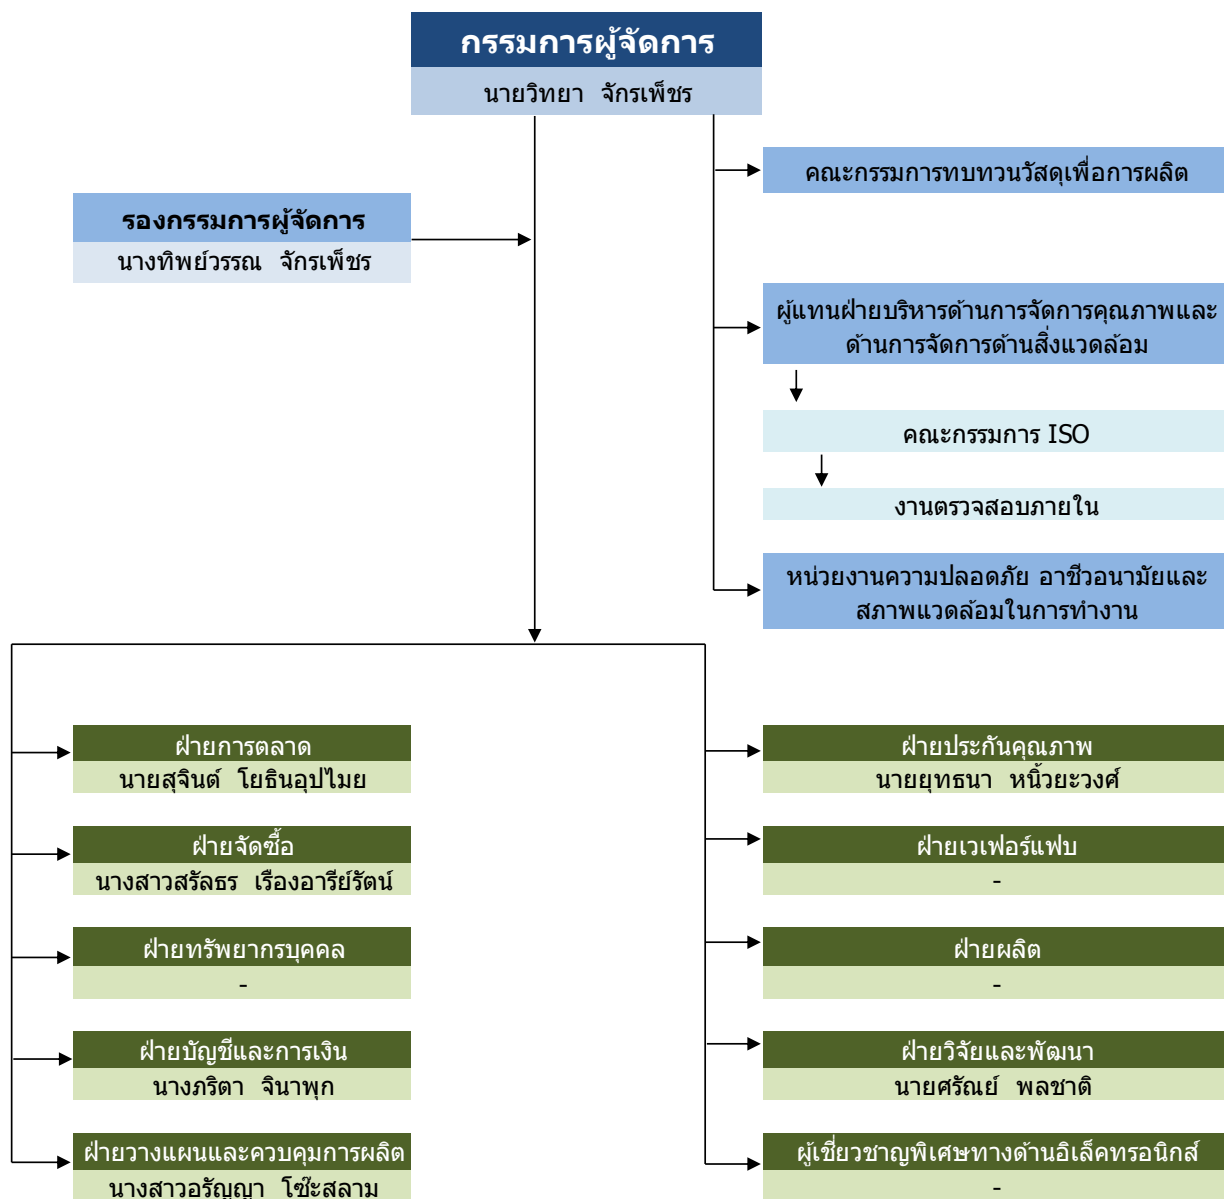 กรรมการผู้จัดการ
นายวิทยา จักรเพ็ชร
คณะกรรมการทบทวนวัสดุเพื่อการผลิต
รองกรรมการผู้จัดการ
นางทิพย์วรรณ จักรเพ็ชร
ผู้แทนฝ่ายบริหารด้านการจัดการคุณภาพและ
ด้านการจัดการด้านสิ่งแวดล้อม
คณะกรรมการ ISO
งานตรวจสอบภายใน
หน่วยงานความปลอดภัย อาชีวอนามัยและ
สภาพแวดล้อมในการทำงาน
ฝ่ายการตลาด
นายสุจินต์ โยธินอุปไมย
ฝ่ายจัดซื้อ
นางสาวสรัลธร เรืองอารีย์รัตน์
ฝ่ายทรัพยากรบุคคล
-
ฝ่ายบัญชีและการเงิน
นางภริตา จินาพุก
ฝ่ายวางแผนและควบคุมการผลิต
นางสาวอรัญญา โซ๊ะสลาม
ฝ่ายประกันคุณภาพ
นายยุทธนา หนิ้วยะวงศ์
ฝ่ายเวเฟอร์แฟบ
-
ฝ่ายผลิต
-
ฝ่ายวิจัยและพัฒนา
นายศรัณย์ พลชาติ
ผู้เชี่ยวชาญพิเศษทางด้านอิเล็คทรอนิกส์
-